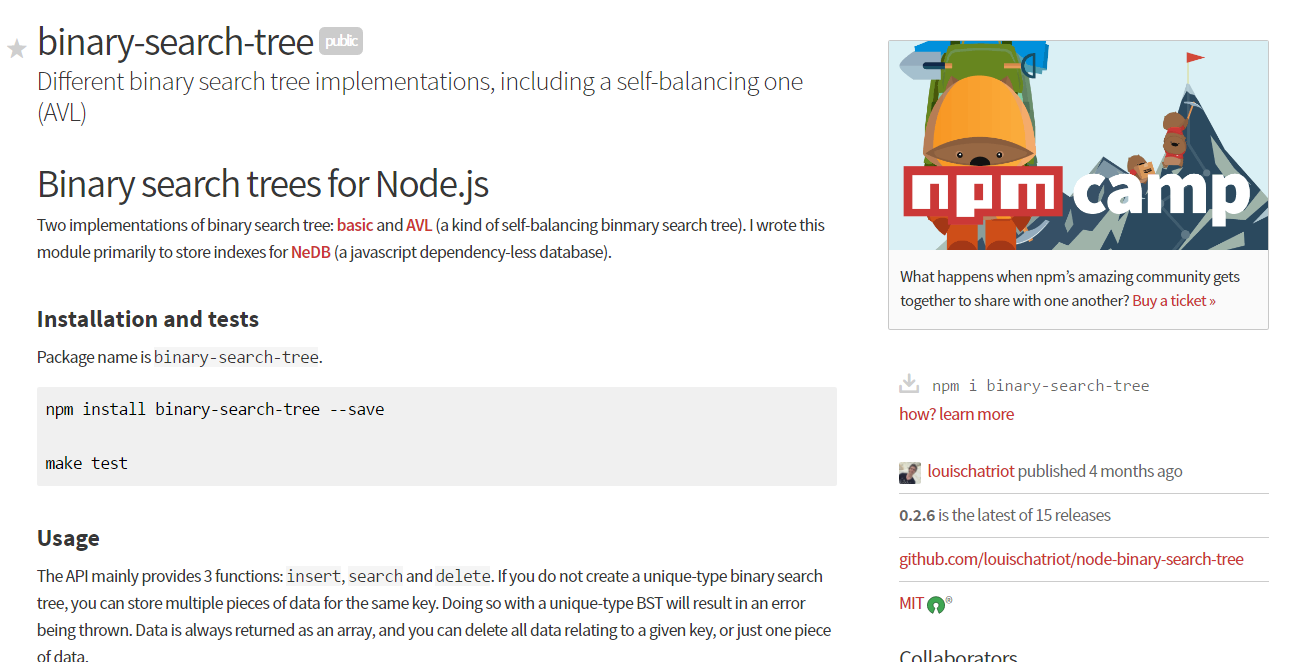 binary-search-tree public
Different binary search tree implementations, including a self-balancing one
(AVL)
Binary search trees for Node.js
Two implementations of binary search tree: basic and AVL (a kind of self-balancing binmary search tree). I wrote this
module primarily to store indexes for NeDB (a javascript dependency-less database).
Installation and tests
Package name is binary-search-tree.
npm install binary-search-tree --save
make test
Usage
The API mainly provides 3 functions: insert, search and delete. If you do not create a unique-type binary search
tree, you can store multiple pieces of data for the same key. Doing so with a unique-type BST will result in an error
being thrown. Data is always returned as an array, and you can delete all data relating to a given key, or just one piece
of data.
npm camp
What happens when npm’s amazing community gets
together to share with one another? Buy a ticket »
npm i binary-search-tree
how? learn more
louischatriot published 4 months ago
0.2.6 is the latest of 15 releases
github.com/louischatriot/node-binary-search-tree
MIT ®
Collaborators